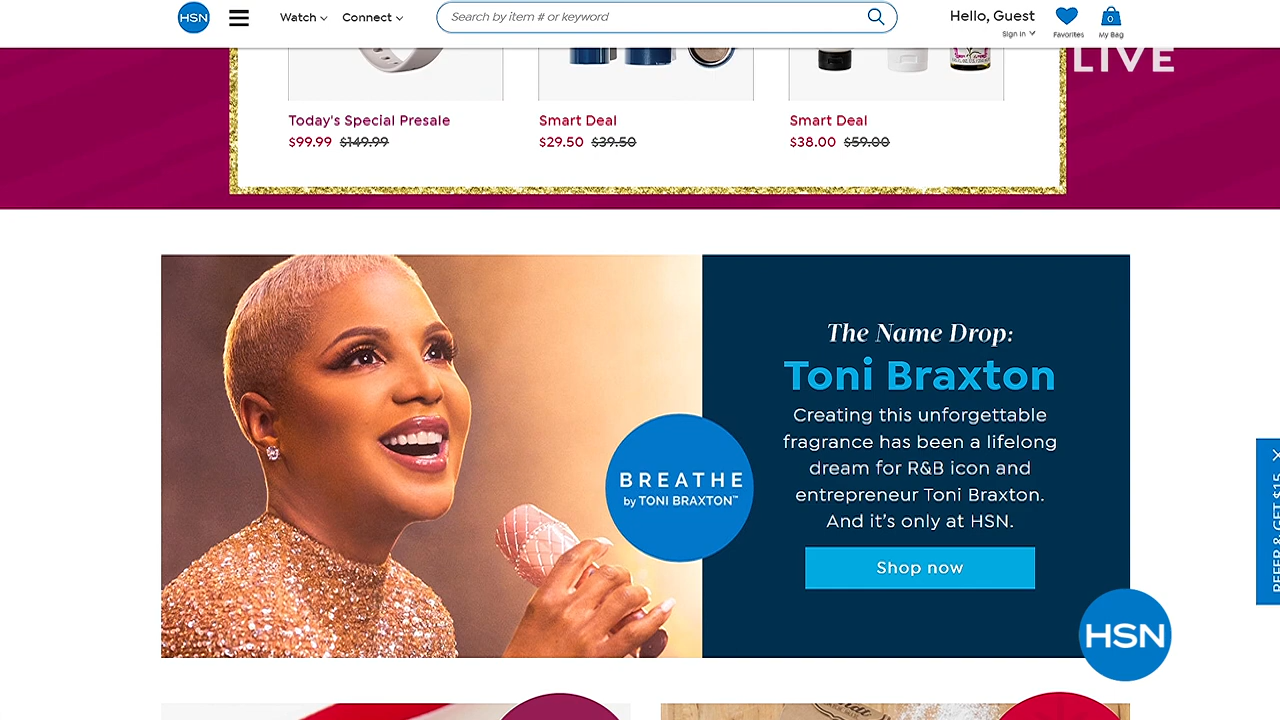 HSN
Watch
Connect
Search by item # or keyword
Hello, Guest
Sign in
Favorites
0
My Bag
LIVE
Today's Special Presale
$99.99 $149.99
Smart Deal
$29.50 $39.50
Smart Deal
$38.00 $59.00
The Name Drop:
Toni Braxton
Creating this unforgettable
fragrance has been a lifelong
dream for R&B icon and
entrepreneur Toni Braxton.
And it's only at HSN.
Shop now
BREATHE
by TONI BRAXTON™
REFER & GET $15
HSN